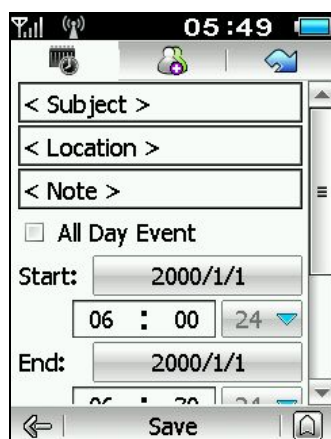 05:49
< Subject >
< Location >
< Note >
All Day Event
Start: 2000/1/1
06 : 00 24
End: 2000/1/1
Save